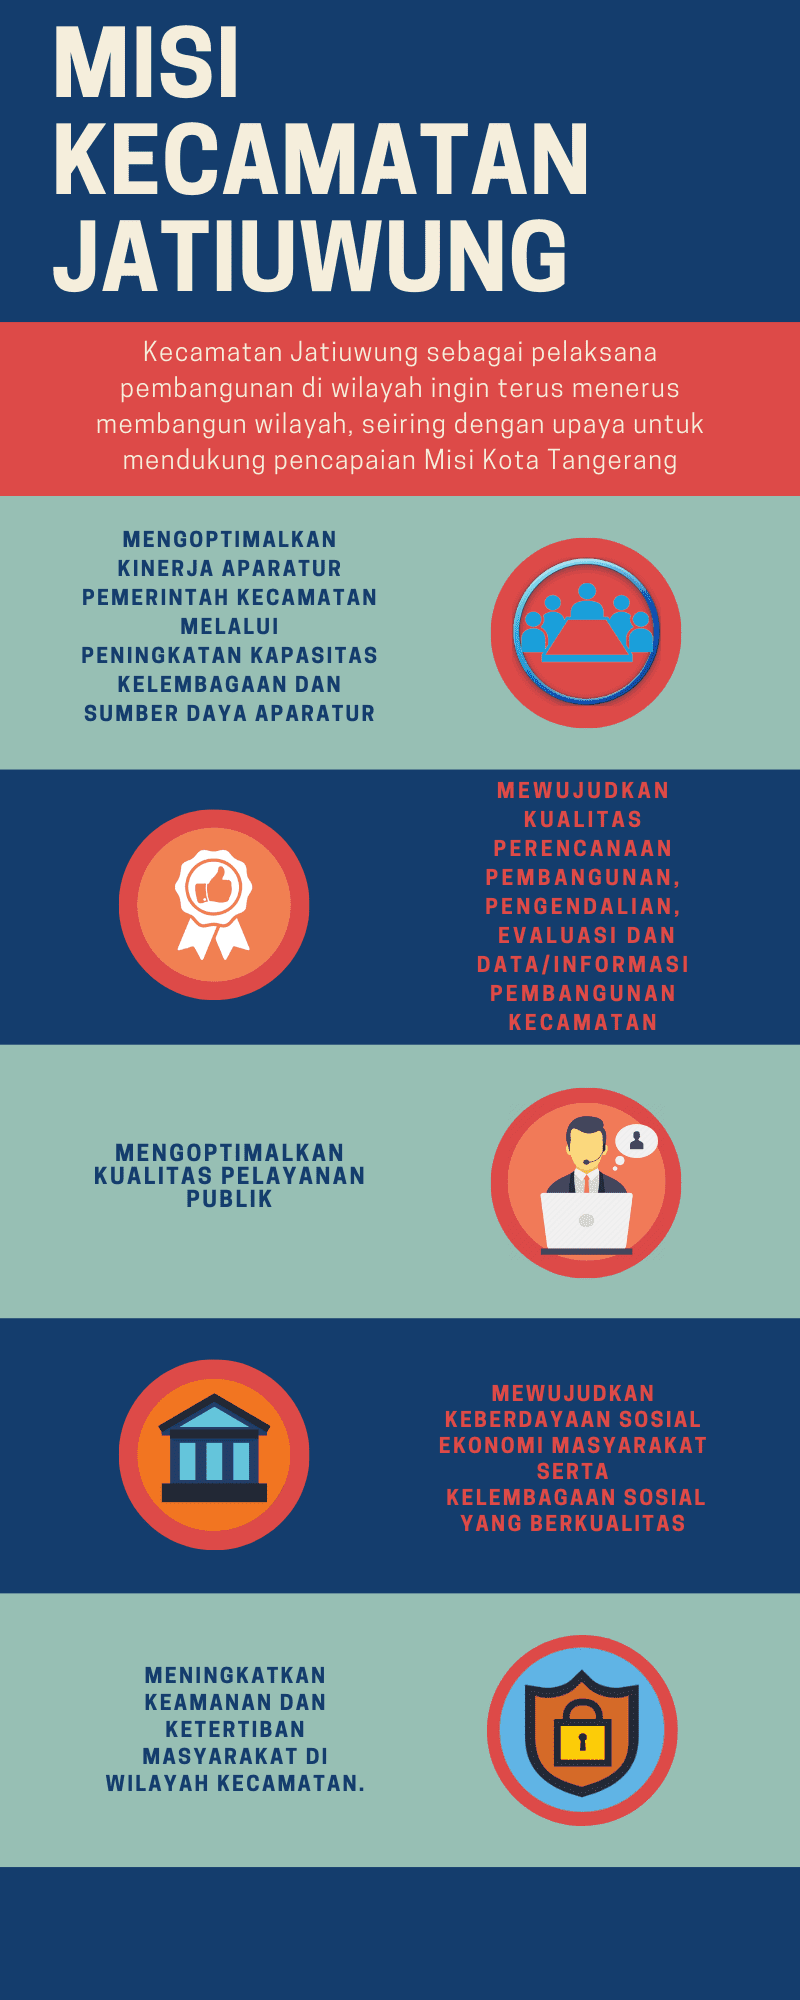 MISI
KECAMATAN
JATIUWUNG
Kecamatan Jatiuwung sebagai pelaksana
pembangunan di wilayah ingin terus menerus
membangun wilayah, seiring dengan upaya untuk
mendukung pencapaian Misi Kota Tangerang
MENGOPTIMALKAN
KINERJA APARATUR
PEMERINTAH KECAMATAN
MELALUI
PENINGKATAN KAPASITAS
KELEMBAGAAN DAN
SUMBER DAYA APARATUR
MEWUJUDKAN
KUALITAS
PERENCANAAN
PEMBANGUNAN,
PENGENDALIAN,
EVALUASI DAN
DATA/INFORMASI
PEMBANGUNAN
KECAMATAN
MENGOPTIMALKAN
KUALITAS PELAYANAN
PUBLIK
MEWUJUDKAN
KEBERDAYAAN SOSIAL
EKONOMI MASYARAKAT
SERTA
KELEMBAGAAN SOSIAL
YANG BERKUALITAS
MENINGKATKAN
KEAMANAN DAN
KETERTIBAN
MASYARAKAT DI
WILAYAH KECAMATAN.